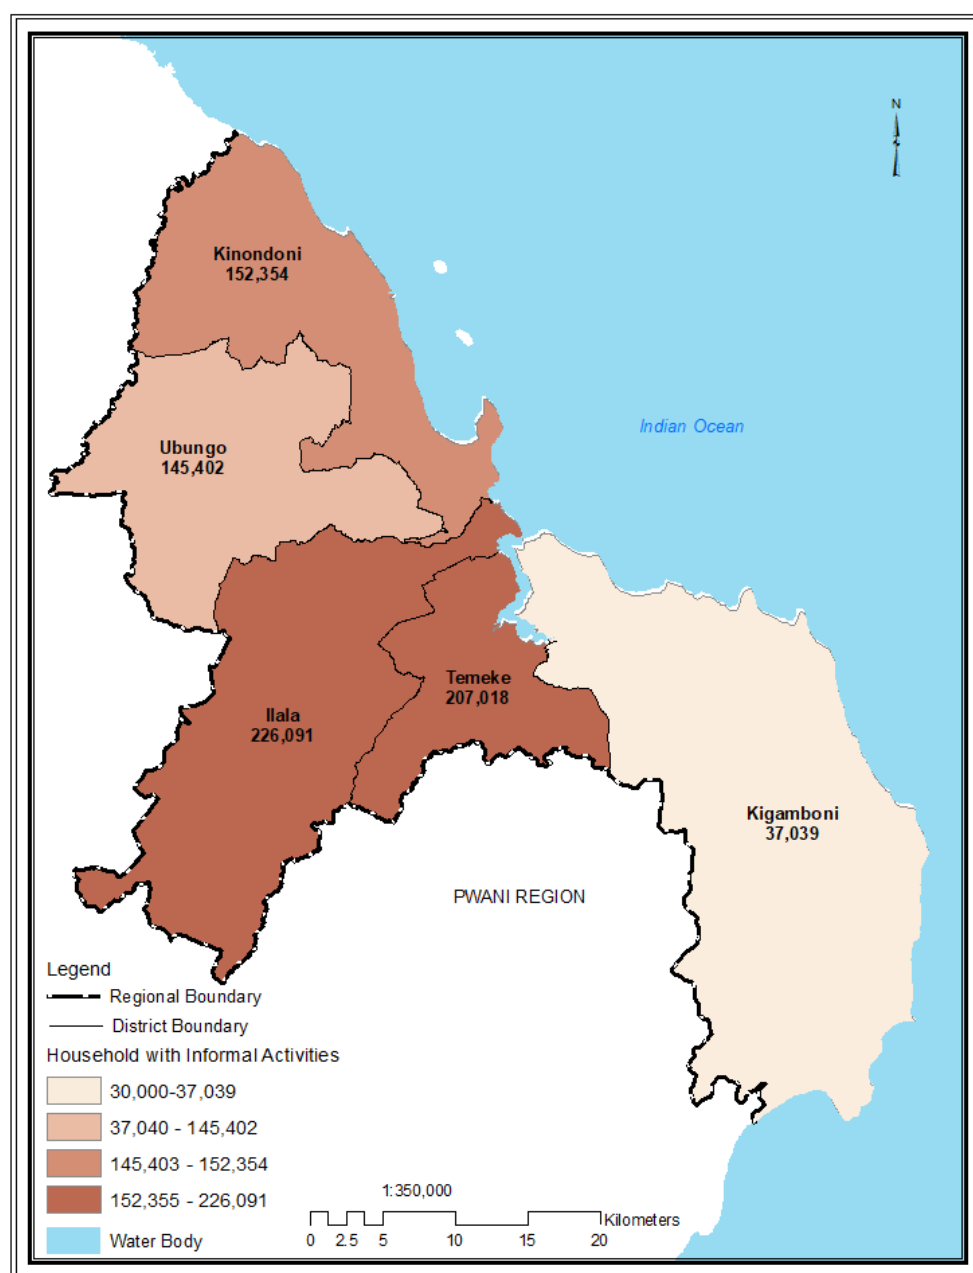 N
Kinondoni
152,354
Indian Ocean
Ubungo
145,402
Temeke
207,018
Ilala
226,091
Kigamboni
37,039
PWANI REGION
Legend
Regional Boundary
District Boundary
Household with Informal Activities
30,000-37,039
37,040 - 145,402
145,403 - 152,354
152,355 - 226,091
Water Body
1:350,000
Kilometers
0 2.5 5 10 15 20